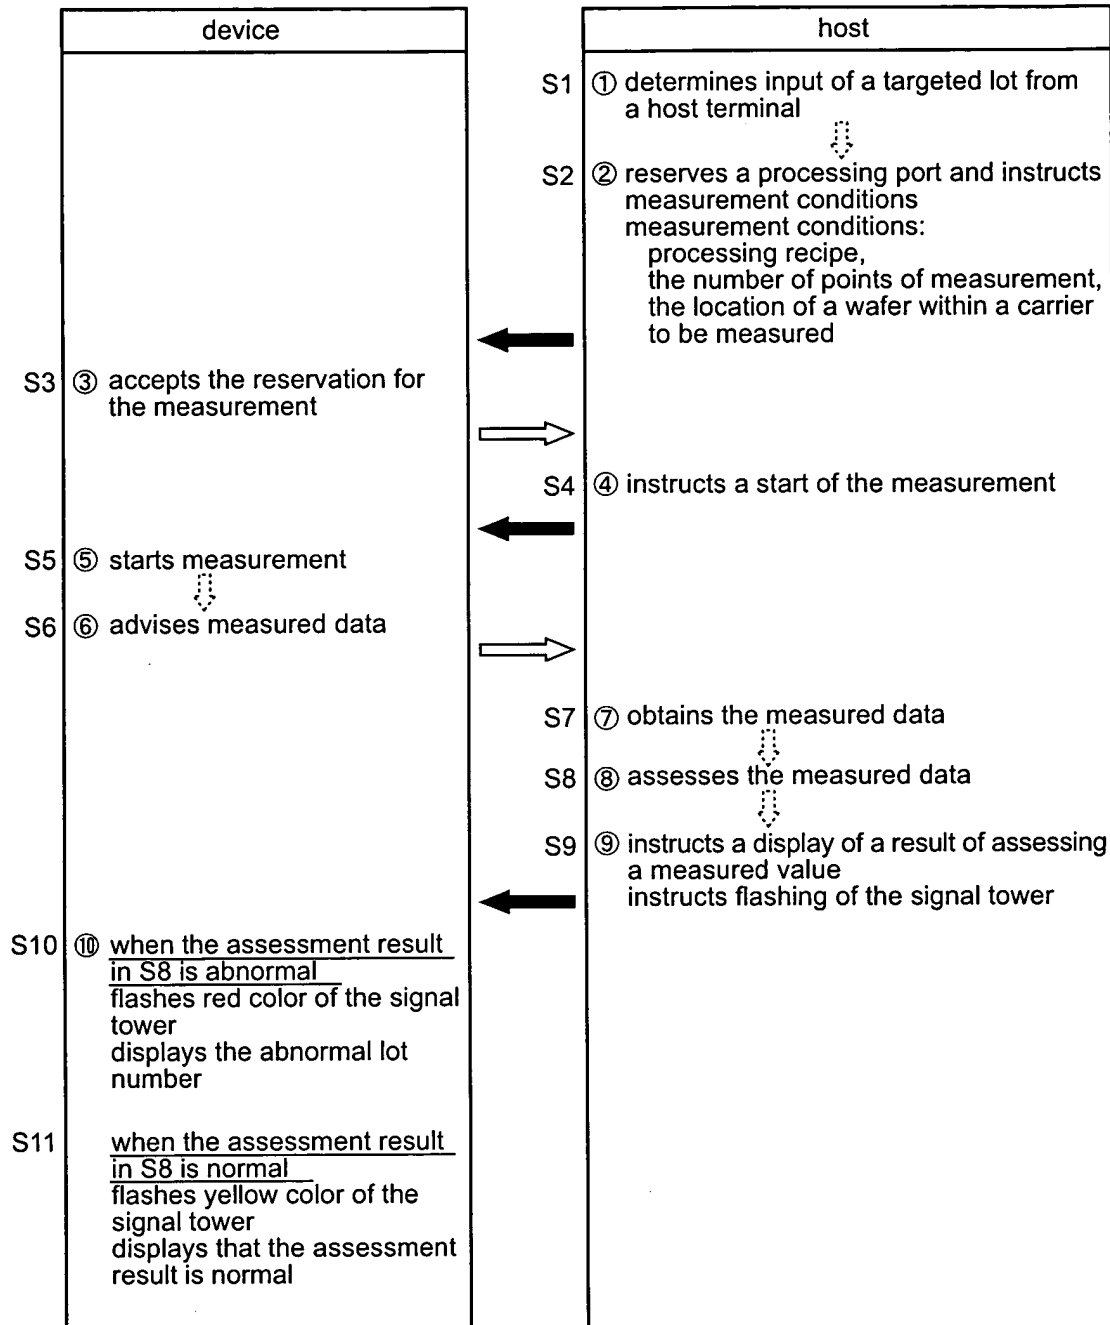 device
host
S1 ① determines input of a targeted lot from
a host terminal
S2 ② reserves a processing port and instructs
measurement conditions
measurement conditions:
processing recipe,
the number of points of measurement,
the location of a wafer within a carrier
to be measured
S3 ③ accepts the reservation for
the measurement
S4 ④ instructs a start of the measurement
S5 ⑤ starts measurement
S6 ⑥ advises measured data
S7 ⑦ obtains the measured data
S8 ⑧ assesses the measured data
S9 ⑨ instructs a display of a result of assessing
a measured value
instructs flashing of the signal tower
S10 ⑩ when the assessment result
in S8 is abnormal
flashes red color of the signal
tower
displays the abnormal lot
number
S11 when the assessment result
in S8 is normal
flashes yellow color of the
signal tower
displays that the assessment
result is normal